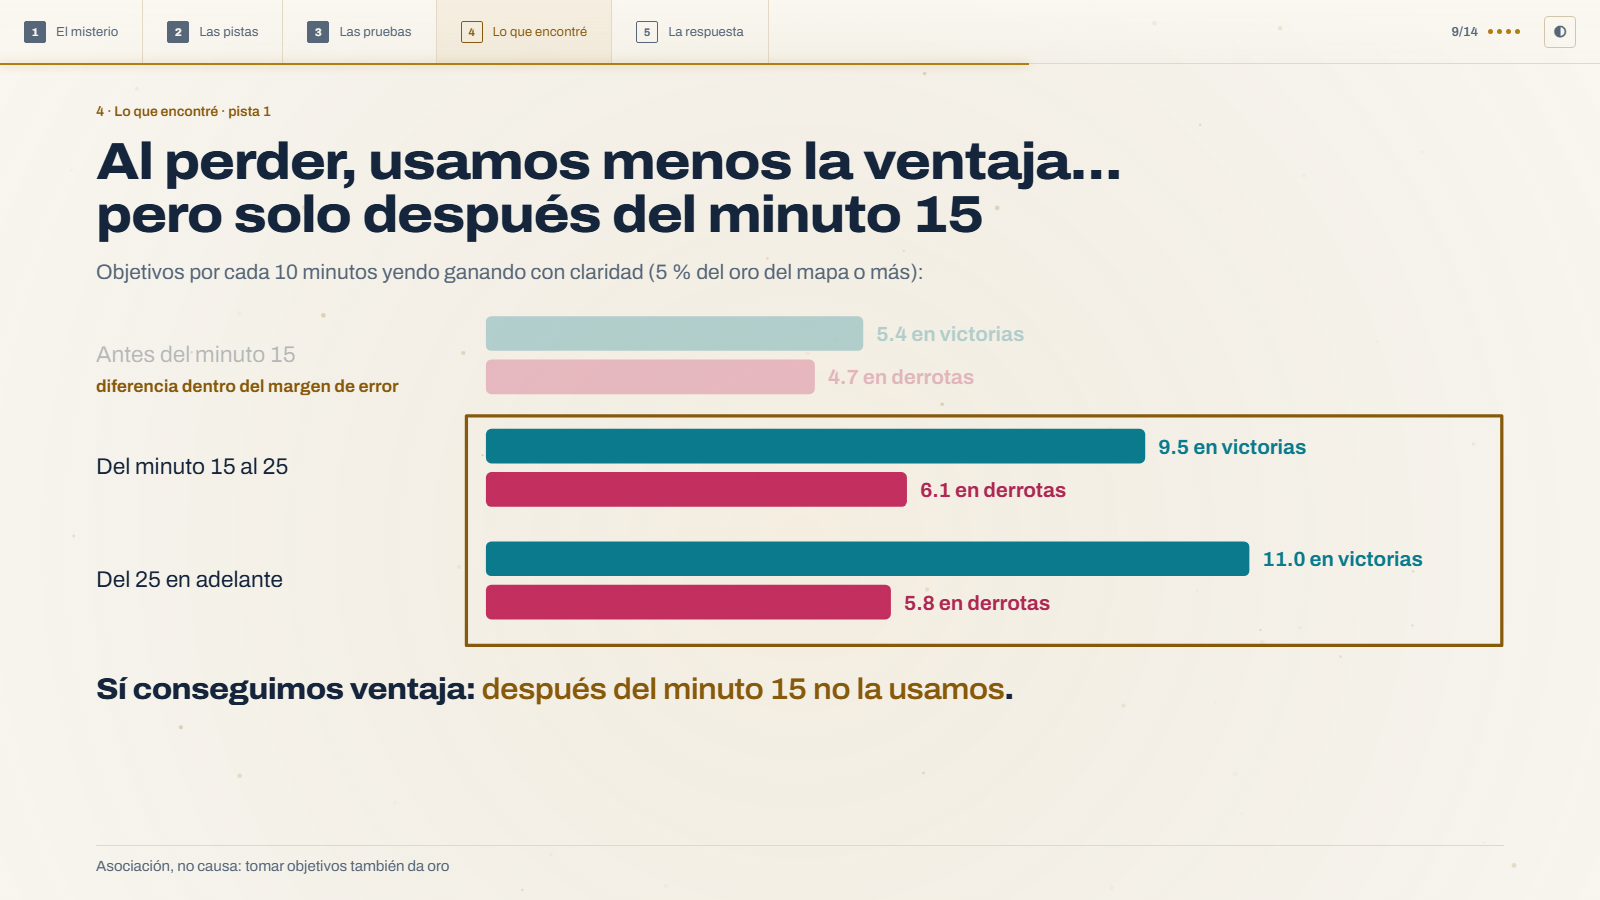 1 El misterio
2 Las pistas
3 Las pruebas
4 Lo que encontré
5 La respuesta
9/14
4 · Lo que encontré · pista 1
Al perder, usamos menos la ventaja...
pero solo después del minuto 15
Objetivos por cada 10 minutos yendo ganando con claridad (5 % del oro del mapa o más):
Antes del minuto 15
diferencia dentro del margen de error
5.4 en victorias
4.7 en derrotas
Del minuto 15 al 25
9.5 en victorias
6.1 en derrotas
Del 25 en adelante
11.0 en victorias
5.8 en derrotas
Sí conseguimos ventaja: después del minuto 15 no la usamos.
Asociación, no causa: tomar objetivos también da oro